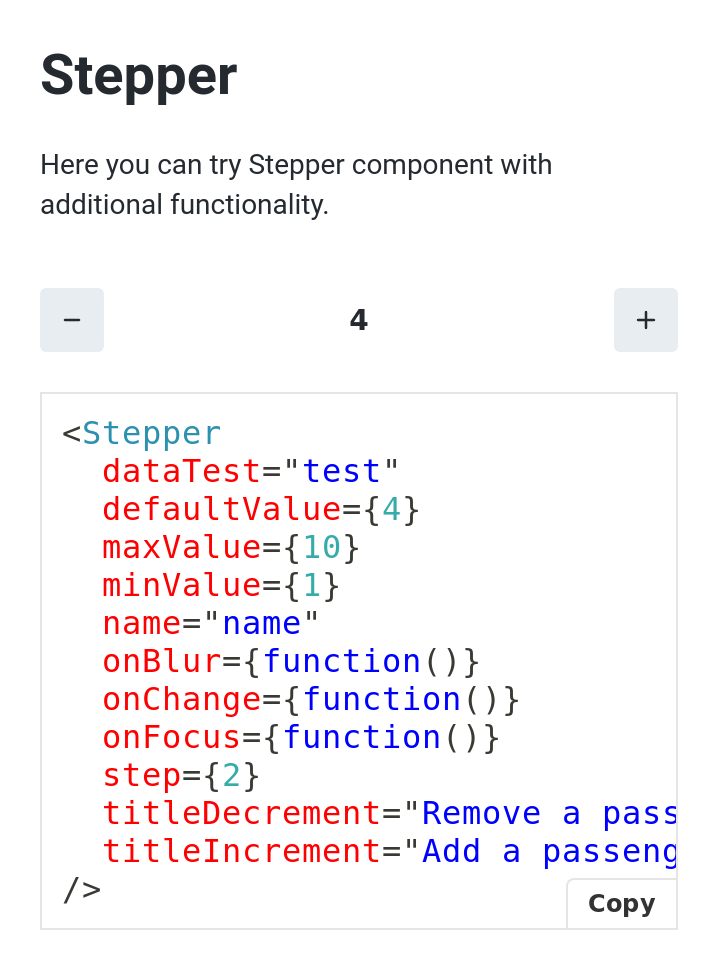 Stepper
Here you can try Stepper component with
additional functionality.
− 4 +
<Stepper
  dataTest="test"
  defaultValue={4}
  maxValue={10}
  minValue={1}
  name="name"
  onBlur={function()}
  onChange={function()}
  onFocus={function()}
  step={2}
  titleDecrement="Remove a pass
  titleIncrement="Add a passeng
/>
Copy